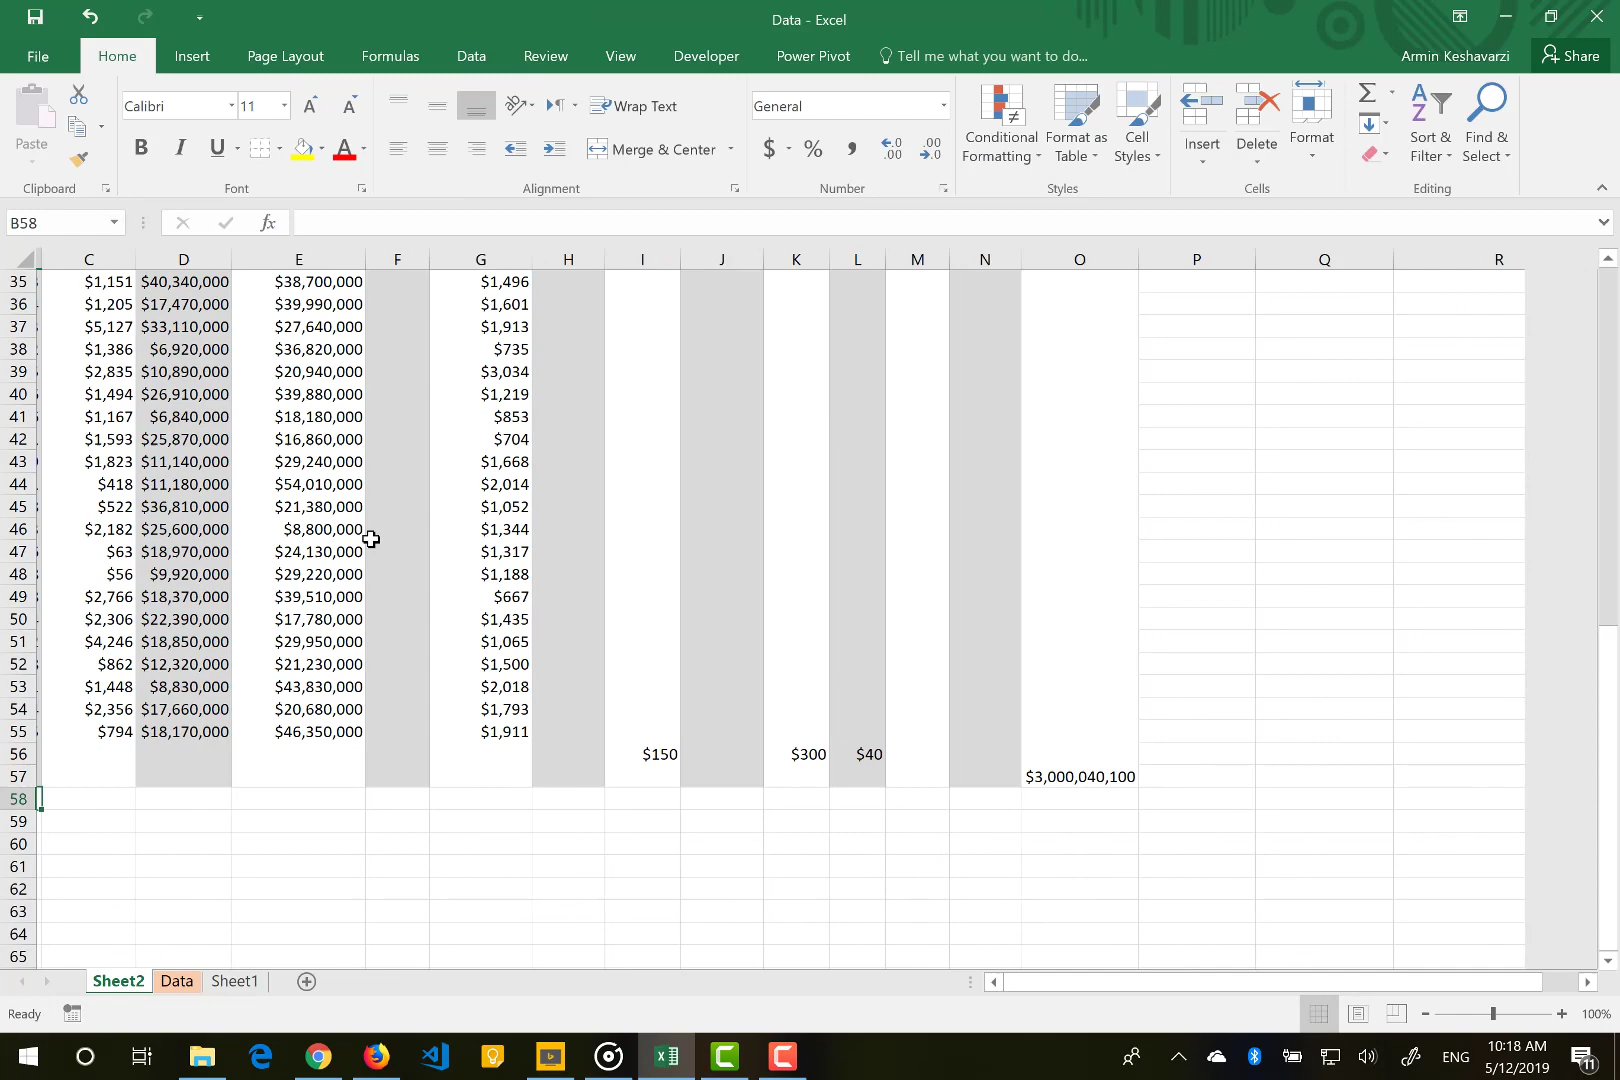 Data - Excel
File Home Insert Page Layout Formulas Data Review View Developer Power Pivot Tell me what you want to do... Armin Keshavarzi Share
Paste
Clipboard
Calibri 11
B I U A
Font
Wrap Text
Merge & Center
Alignment
General
$ % , .00 .00
Number
Conditional Formatting
Format as Table
Cell Styles
Styles
Insert
Delete
Format
Cells
Sort & Filter
Find & Select
Editing
B58 fx
C D E F G H I J K L M N O P Q R
35 $1,151 $40,340,000 $38,700,000 $1,496
36 $1,205 $17,470,000 $39,990,000 $1,601
37 $5,127 $33,110,000 $27,640,000 $1,913
38 $1,386 $6,920,000 $36,820,000 $735
39 $2,835 $10,890,000 $20,940,000 $3,034
40 $1,494 $26,910,000 $39,880,000 $1,219
41 $1,167 $6,840,000 $18,180,000 $853
42 $1,593 $25,870,000 $16,860,000 $704
43 $1,823 $11,140,000 $29,240,000 $1,668
44 $418 $11,180,000 $54,010,000 $2,014
45 $522 $36,810,000 $21,380,000 $1,052
46 $2,182 $25,600,000 $8,800,000 $1,344
47 $63 $18,970,000 $24,130,000 $1,317
48 $56 $9,920,000 $29,220,000 $1,188
49 $2,766 $18,370,000 $39,510,000 $667
50 $2,306 $22,390,000 $17,780,000 $1,435
51 $4,246 $18,850,000 $29,950,000 $1,065
52 $862 $12,320,000 $21,230,000 $1,500
53 $1,448 $8,830,000 $43,830,000 $2,018
54 $2,356 $17,660,000 $20,680,000 $1,793
55 $794 $18,170,000 $46,350,000 $1,911
56 $150 $300 $40
57 $3,000,040,100
58
59
60
61
62
63
64
65
Sheet2 Data Sheet1
Ready 100%
ENG 10:18 AM
5/12/2019
11